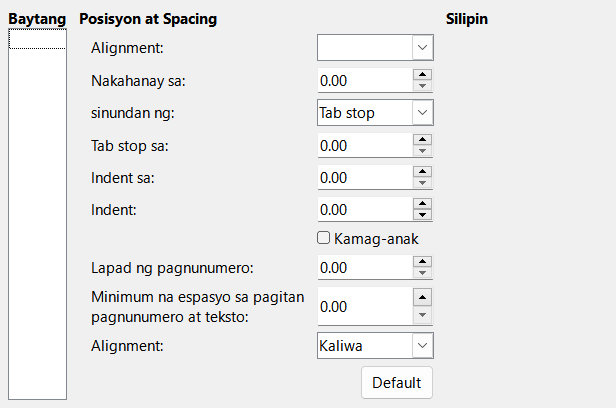 Baytang Posisyon at Spacing Silipin
Alignment:
Nakahanay sa: 0.00
sinundan ng: Tab stop
Tab stop sa: 0.00
Indent sa: 0.00
Indent: 0.00
Kamag-anak
Lapad ng pagnunumero: 0.00
Minimum na espasyo sa pagitan
pagnunumero at teksto: 0.00
Alignment: Kaliwa
Default